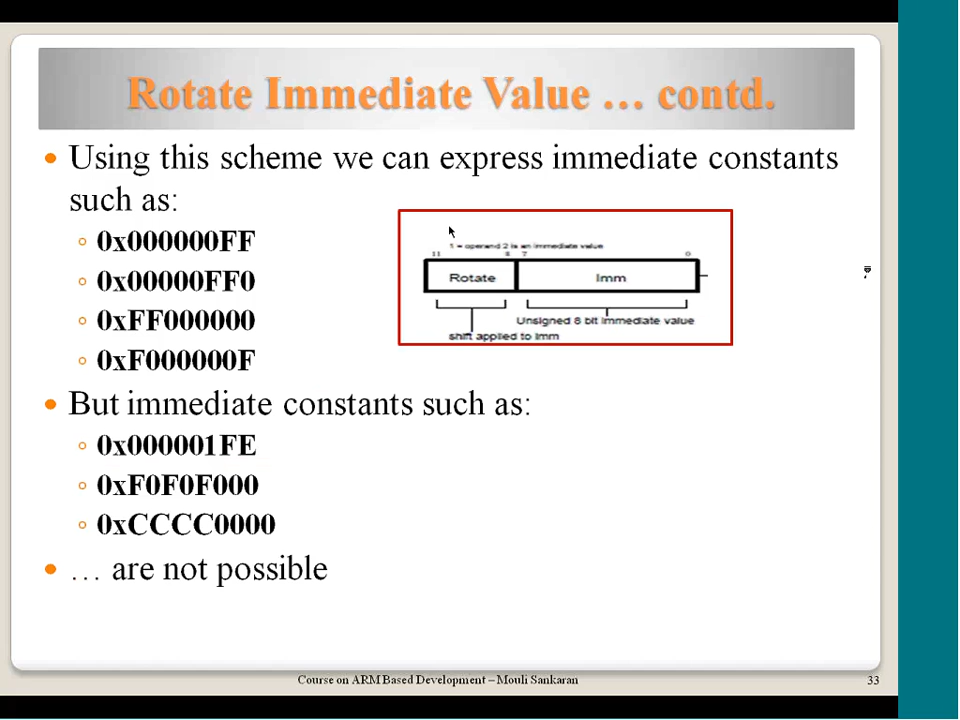 Rotate Immediate Value … contd.
Using this scheme we can express immediate constants
such as:
0x000000FF
0x00000FF0
0xFF000000
0xF000000F
1 = operand 2 is an immediate value
11 8 7 0
Rotate Imm
Unsigned 8 bit immediate value
shift applied to Imm
But immediate constants such as:
0x000001FE
0xF0F0F000
0xCCCC0000
… are not possible
Course on ARM Based Development – Mouli Sankaran 33